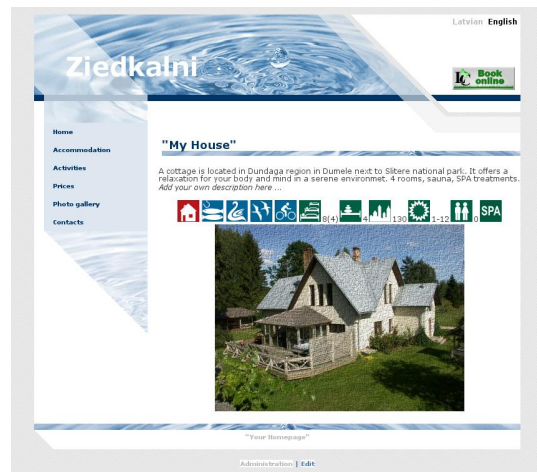 Latvian English
Ziedkalni
LC Book online
Home
Accommodation
Activities
Prices
Photo gallery
Contacts
"My House"
A cottage is located in Dundaga region in Dumele next to Slitere national park. It offers a
relaxation for your body and mind in a serene environmet. 4 rooms, sauna, SPA treatments.
Add your own description here ...
8(4) 4 130 1-12 0 SPA
"Your Homepage"
Administration | Edit